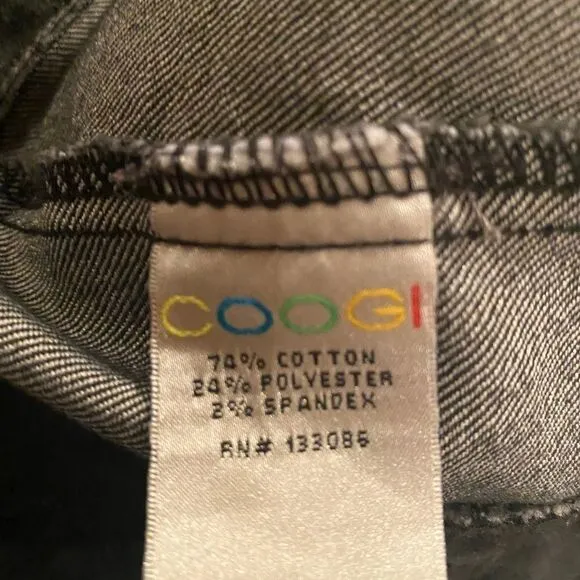 COOGI
74% COTTON
24% POLYESTER
2% SPANDEX
RN# 133086